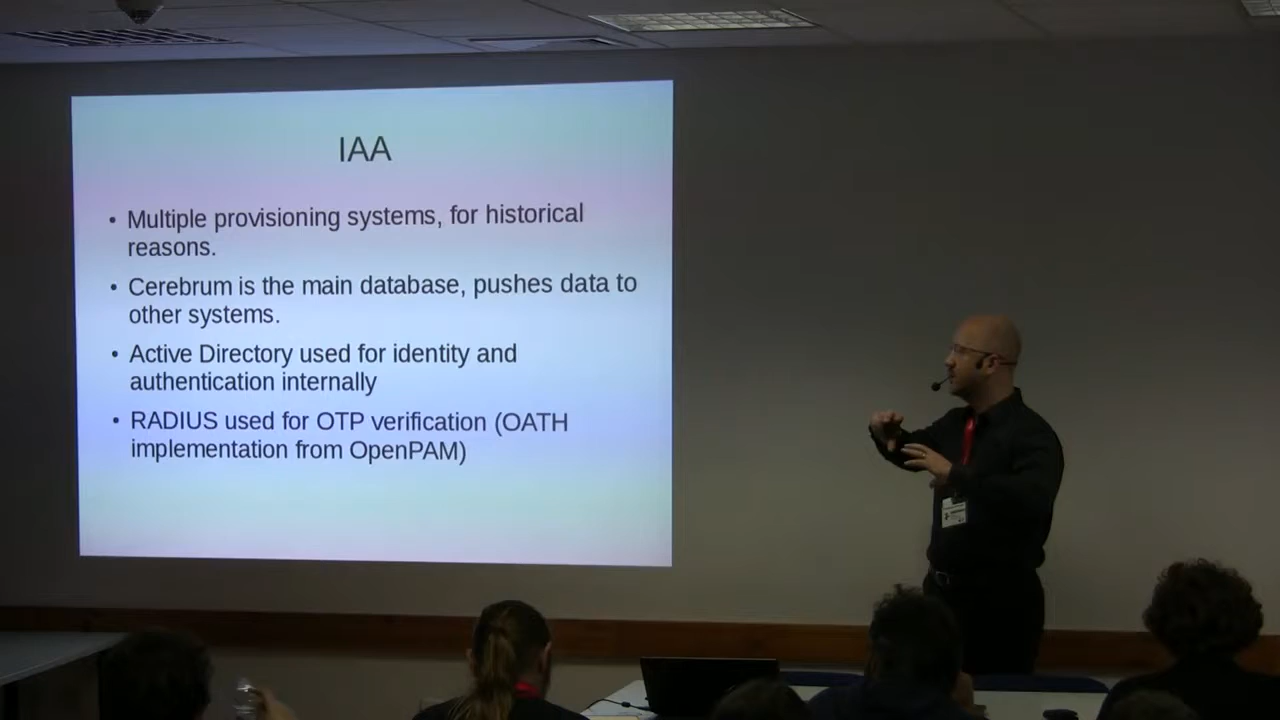 IAA
• Multiple provisioning systems, for historical
reasons.
• Cerebrum is the main database, pushes data to
other systems.
• Active Directory used for identity and
authentication internally
• RADIUS used for OTP verification (OATH
implementation from OpenPAM)